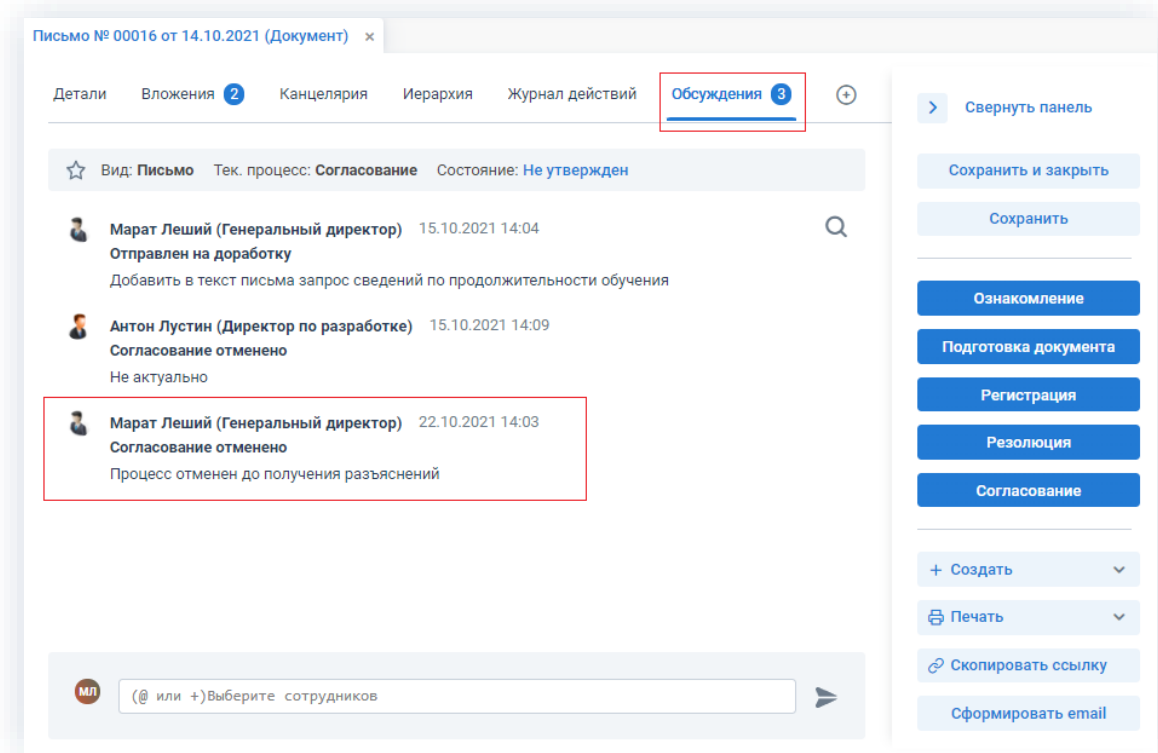 Письмо № 00016 от 14.10.2021 (Документ) ×
Детали Вложения 2 Канцелярия Иерархия Журнал действий Обсуждения 3
Вид: Письмо Тек. процесс: Согласование Состояние: Не утвержден
Марат Леший (Генеральный директор) 15.10.2021 14:04
Отправлен на доработку
Добавить в текст письма запрос сведений по продолжительности обучения
Антон Лустин (Директор по разработке) 15.10.2021 14:09
Согласование отменено
Не актуально
Марат Леший (Генеральный директор) 22.10.2021 14:03
Согласование отменено
Процесс отменен до получения разъяснений
МЛ (@ или +)Выберите сотрудников
Свернуть панель
Сохранить и закрыть
Сохранить
Ознакомление
Подготовка документа
Регистрация
Резолюция
Согласование
+ Создать
Печать
Скопировать ссылку
Сформировать email